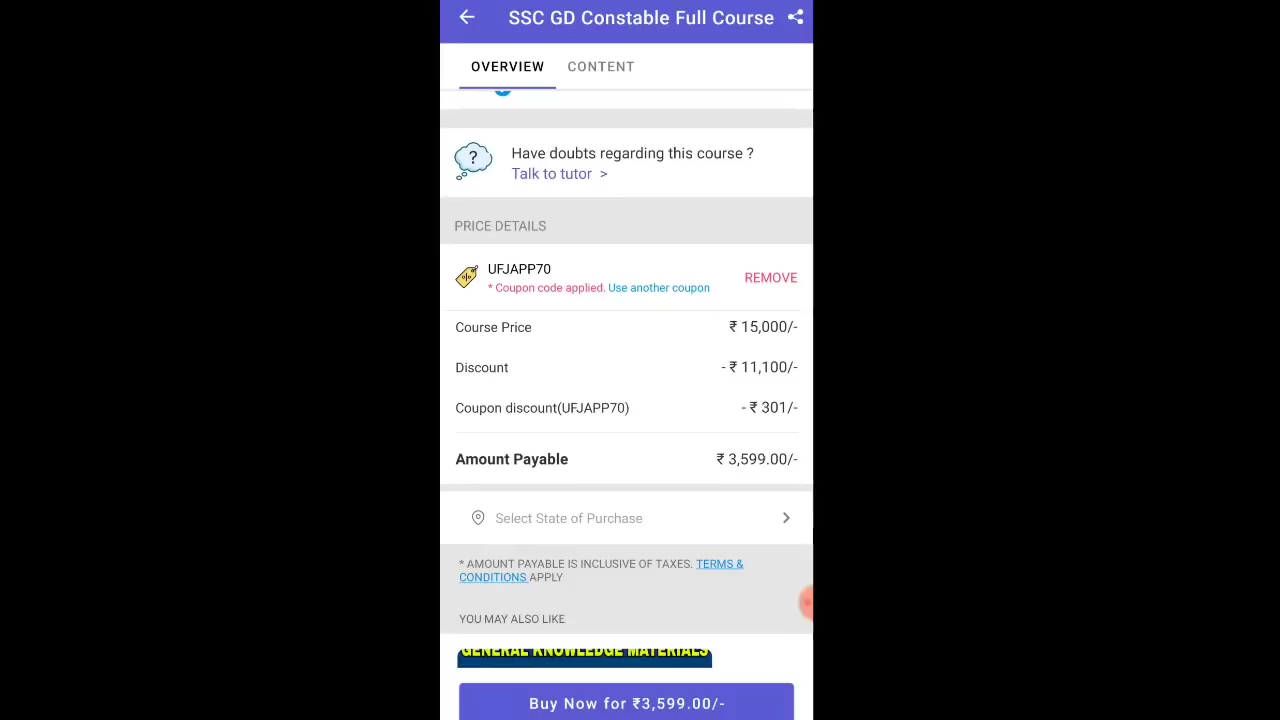 SSC GD Constable Full Course
OVERVIEW CONTENT
?
Have doubts regarding this course ?
Talk to tutor >
PRICE DETAILS
UFJAPP70
* Coupon code applied. Use another coupon
REMOVE
Course Price ₹ 15,000/-
Discount - ₹ 11,100/-
Coupon discount(UFJAPP70) - ₹ 301/-
Amount Payable ₹ 3,599.00/-
Select State of Purchase
* AMOUNT PAYABLE IS INCLUSIVE OF TAXES. TERMS &
CONDITIONS APPLY
YOU MAY ALSO LIKE
GENERAL KNOWLEDGE MATERIALS
Buy Now for ₹3,599.00/-